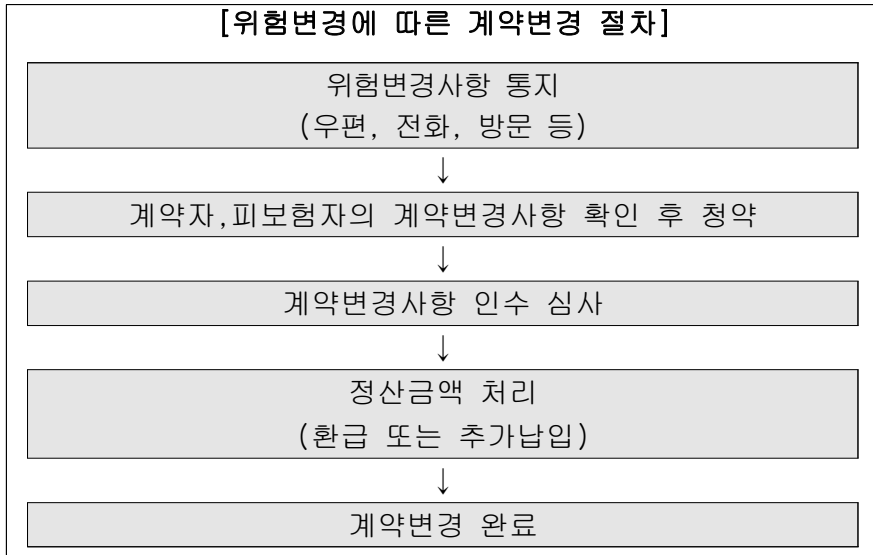 [위험변경에 따른 계약변경 절차]
위험변경사항 통지
(우편, 전화, 방문 등)
↓
계약자,피보험자의 계약변경사항 확인 후 청약
↓
계약변경사항 인수 심사
↓
정산금액 처리
(환급 또는 추가납입)
↓
계약변경 완료